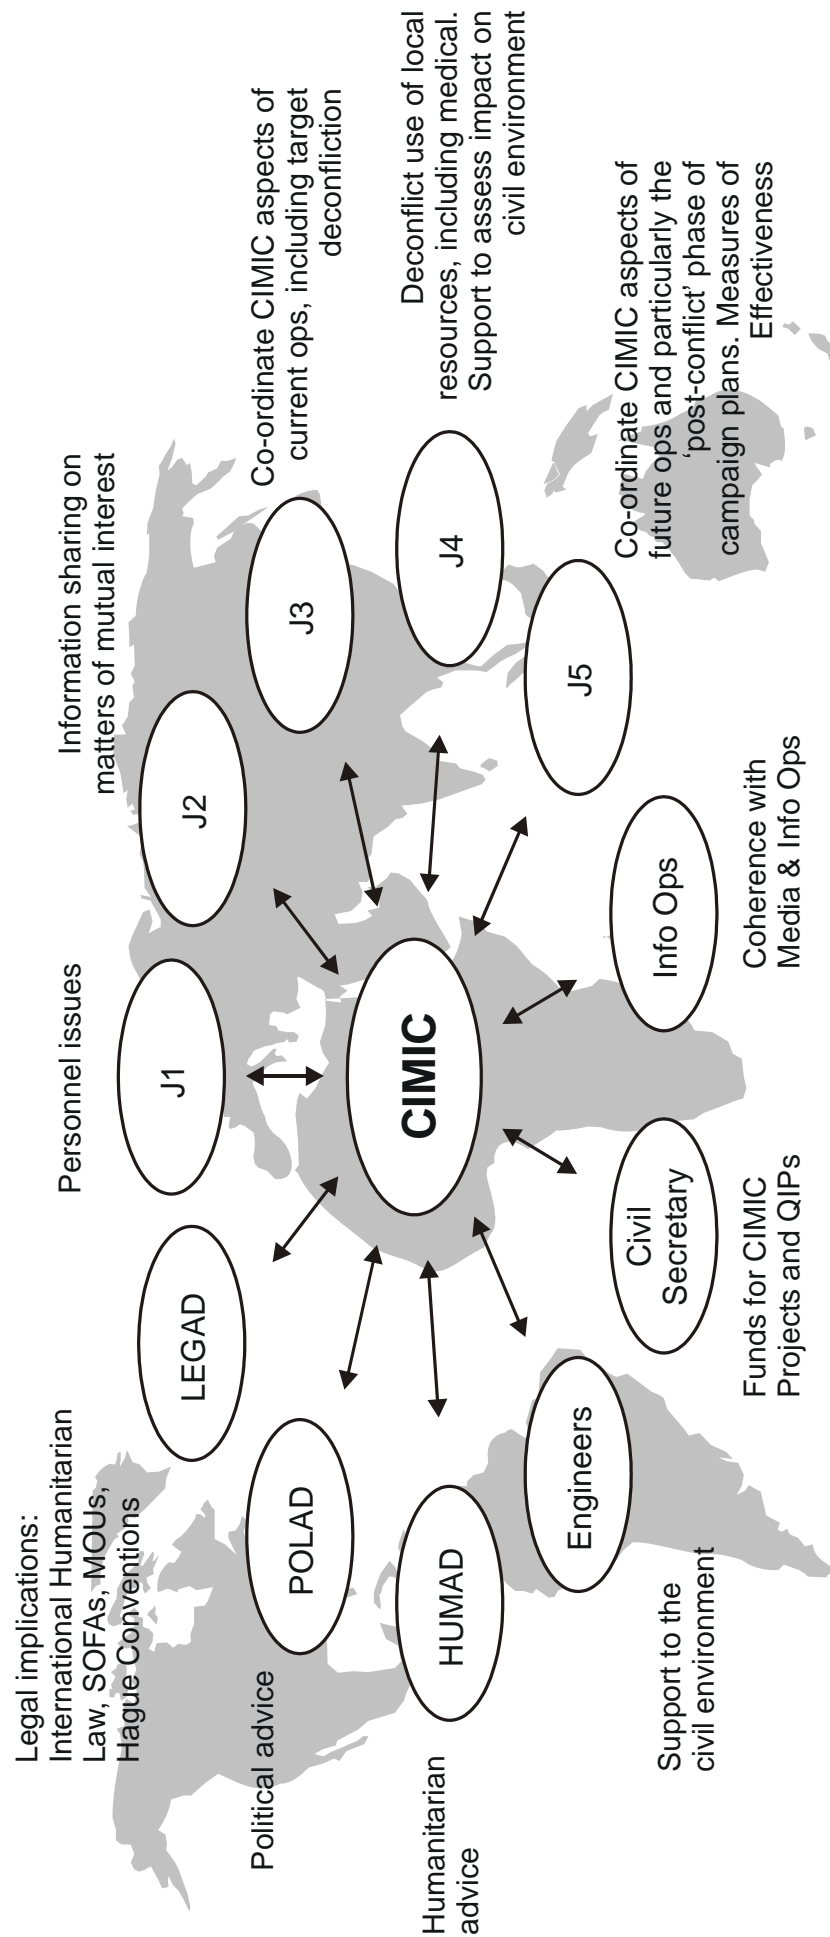 Legal implications:
International Humanitarian
Law, SOFAs, MOUs,
Hague Conventions
LEGAD
Personnel issues
J1
Information sharing on
matters of mutual interest
J2
Co-ordinate CIMIC aspects of
current ops, including target
deconfliction
J3
Political advice
POLAD
Deconflict use of local
resources, including medical.
Support to assess impact on
civil environment
J4
CIMIC
Humanitarian
advice
HUMAD
Co-ordinate CIMIC aspects of
future ops and particularly the
‘post-conflict’ phase of
campaign plans. Measures of
Effectiveness
J5
Engineers
Support to the
civil environment
Civil
Secretary
Funds for CIMIC
Projects and QIPs
Info Ops
Coherence with
Media & Info Ops